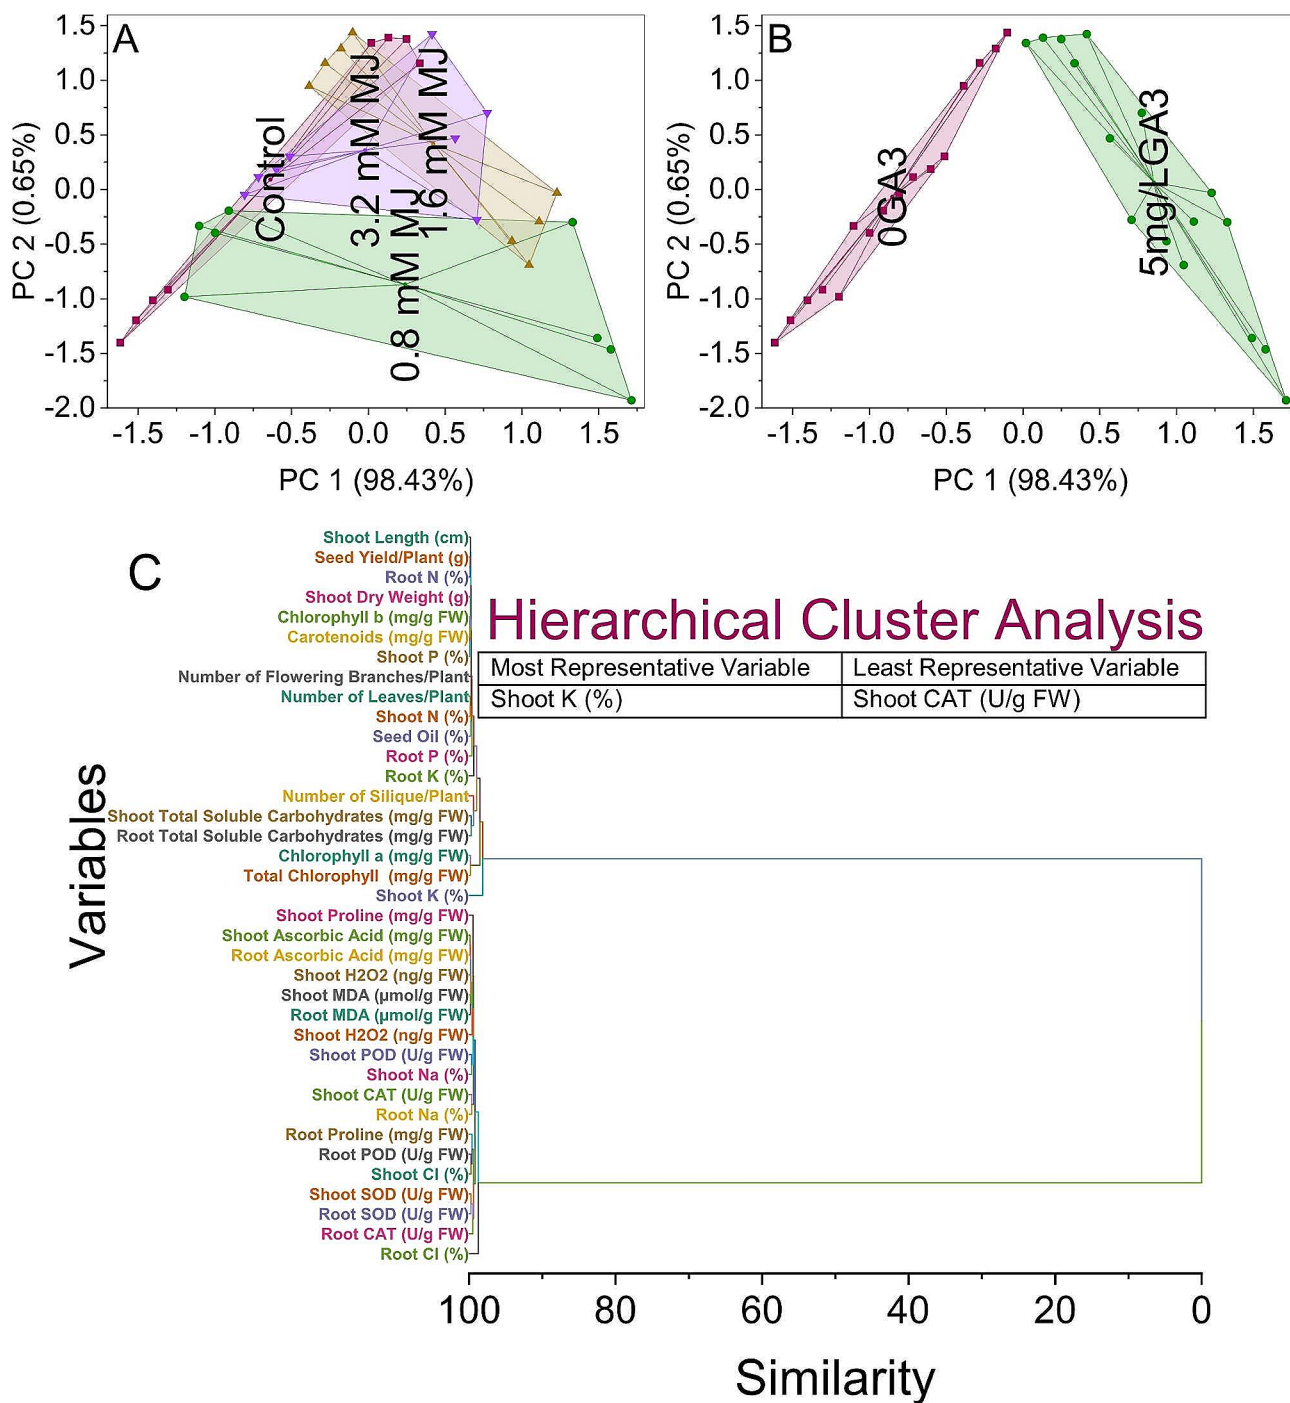 A
1.5
1.0
0.5
0.0
-0.5
-1.0
-1.5
-2.0
PC 2 (0.65%)
Control
3.2 mM MJ
0.8 mM MJ
1.6 mM MJ
-1.5 -1.0 -0.5 0.0 0.5 1.0 1.5
PC 1 (98.43%)
B
1.5
1.0
0.5
0.0
-0.5
-1.0
-1.5
-2.0
PC 2 (0.65%)
0GA3
5mg/LGA3
-1.5 -1.0 -0.5 0.0 0.5 1.0 1.5
PC 1 (98.43%)
C
Hierarchical Cluster Analysis
Most Representative Variable Least Representative Variable
Shoot K (%) Shoot CAT (U/g FW)
Variables
Shoot Length (cm)
Seed Yield/Plant (g)
Root N (%)
Shoot Dry Weight (g)
Chlorophyll b (mg/g FW)
Carotenoids (mg/g FW)
Shoot P (%)
Number of Flowering Branches/Plant
Number of Leaves/Plant
Shoot N (%)
Seed Oil (%)
Root P (%)
Root K (%)
Number of Silique/Plant
Shoot Total Soluble Carbohydrates (mg/g FW)
Root Total Soluble Carbohydrates (mg/g FW)
Chlorophyll a (mg/g FW)
Total Chlorophyll (mg/g FW)
Shoot K (%)
Shoot Proline (mg/g FW)
Shoot Ascorbic Acid (mg/g FW)
Root Ascorbic Acid (mg/g FW)
Shoot H2O2 (ng/g FW)
Shoot MDA (µmol/g FW)
Root MDA (µmol/g FW)
Shoot H2O2 (ng/g FW)
Shoot POD (U/g FW)
Shoot Na (%)
Shoot CAT (U/g FW)
Root Na (%)
Root Proline (mg/g FW)
Root POD (U/g FW)
Shoot Cl (%)
Shoot SOD (U/g FW)
Root SOD (U/g FW)
Root CAT (U/g FW)
Root Cl (%)
100 80 60 40 20 0
Similarity